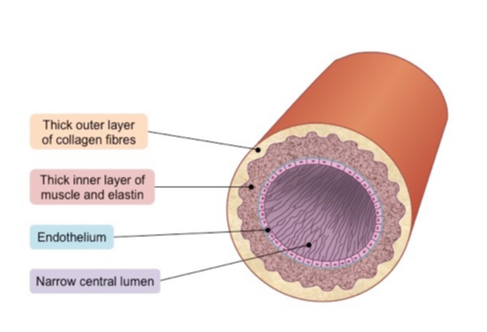 Thick outer layer
of collagen fibres
Thick inner layer of
muscle and elastin
Endothelium
Narrow central lumen